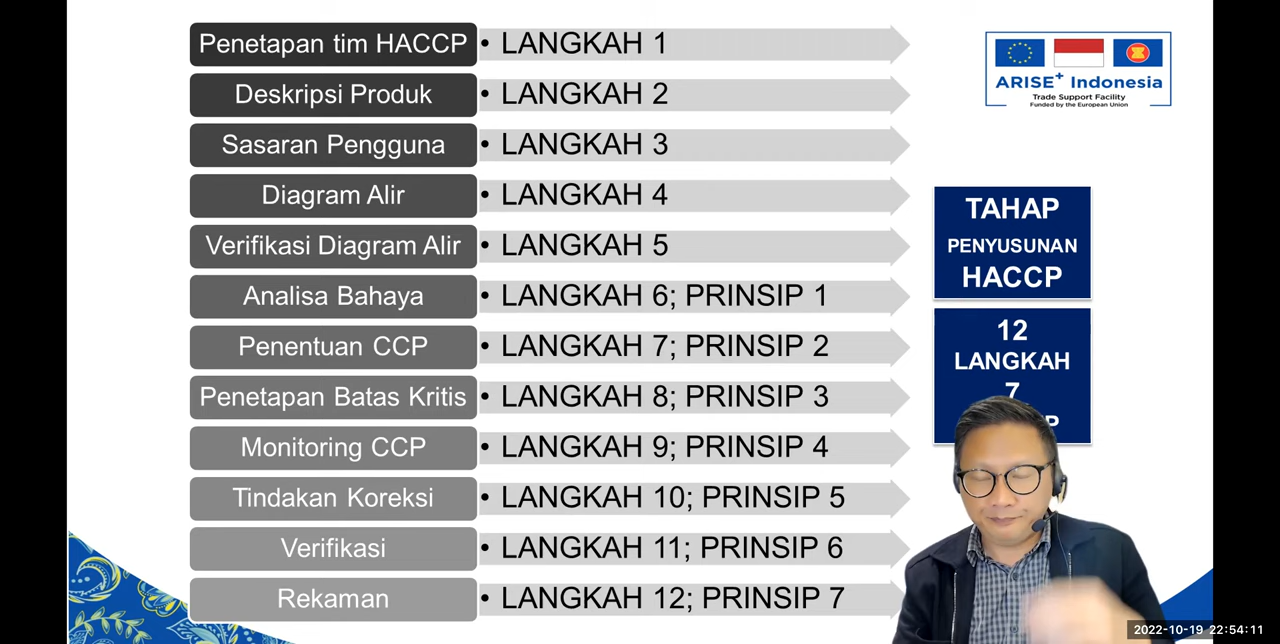 Penetapan tim HACCP • LANGKAH 1
Deskripsi Produk • LANGKAH 2
Sasaran Pengguna • LANGKAH 3
Diagram Alir • LANGKAH 4
Verifikasi Diagram Alir • LANGKAH 5
Analisa Bahaya • LANGKAH 6; PRINSIP 1
Penentuan CCP • LANGKAH 7; PRINSIP 2
Penetapan Batas Kritis • LANGKAH 8; PRINSIP 3
Monitoring CCP • LANGKAH 9; PRINSIP 4
Tindakan Koreksi • LANGKAH 10; PRINSIP 5
Verifikasi • LANGKAH 11; PRINSIP 6
Rekaman • LANGKAH 12; PRINSIP 7
ARISE+ Indonesia
Trade Support Facility
Funded by the European Union
TAHAP
PENYUSUNAN
HACCP
12
LANGKAH
7
2022-10-19 22:54:11